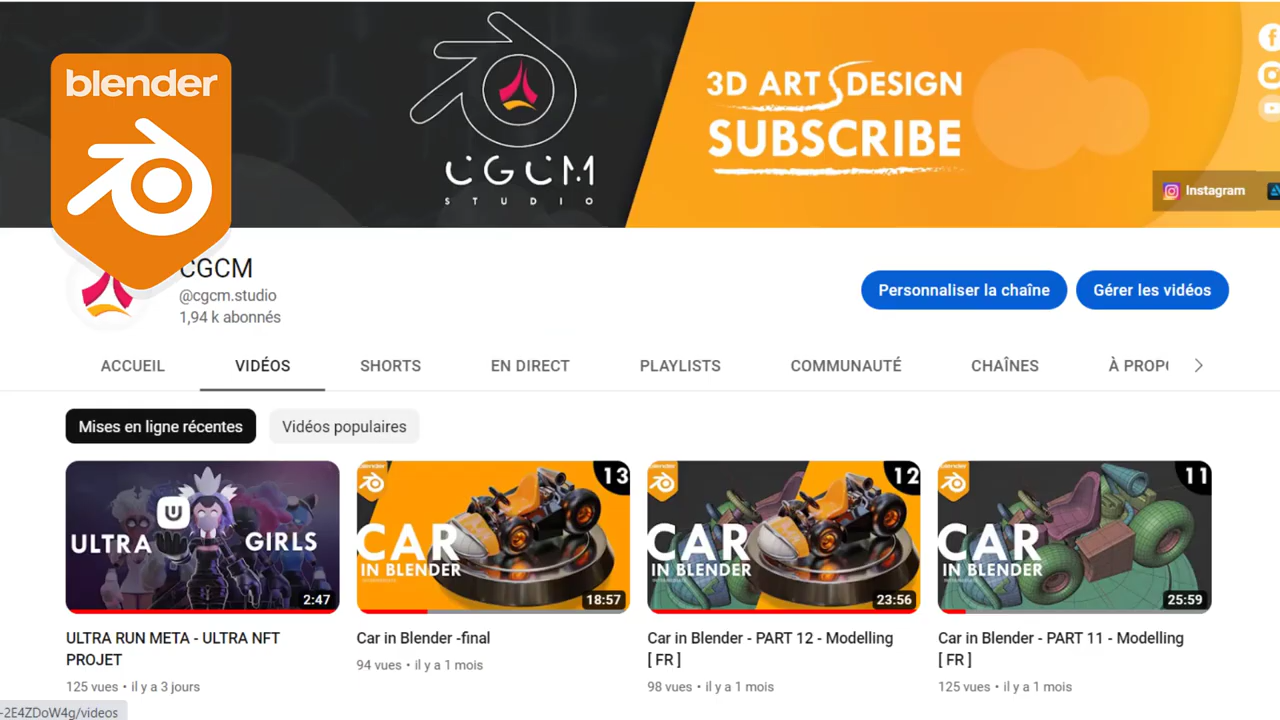 blender
CGCM
STUDIO
3D ART DESIGN
SUBSCRIBE
Instagram
CGCM
@cgcm.studio
1,94 k abonnés
Personnaliser la chaîne
Gérer les vidéos
ACCUEIL
VIDÉOS
SHORTS
EN DIRECT
PLAYLISTS
COMMUNAUTÉ
CHAÎNES
À PROP
Mises en ligne récentes
Vidéos populaires
ULTRA GIRLS
2:47
blender
13
CAR
IN BLENDER
18:57
blender
12
CAR
IN BLENDER
23:56
blender
11
CAR
IN BLENDER
25:59
ULTRA RUN META - ULTRA NFT
PROJET
125 vues • il y a 3 jours
Car in Blender -final
94 vues • il y a 1 mois
Car in Blender - PART 12 - Modelling
[ FR ]
98 vues • il y a 1 mois
Car in Blender - PART 11 - Modelling
[ FR ]
125 vues • il y a 1 mois
-2E4ZDoW4g/videos